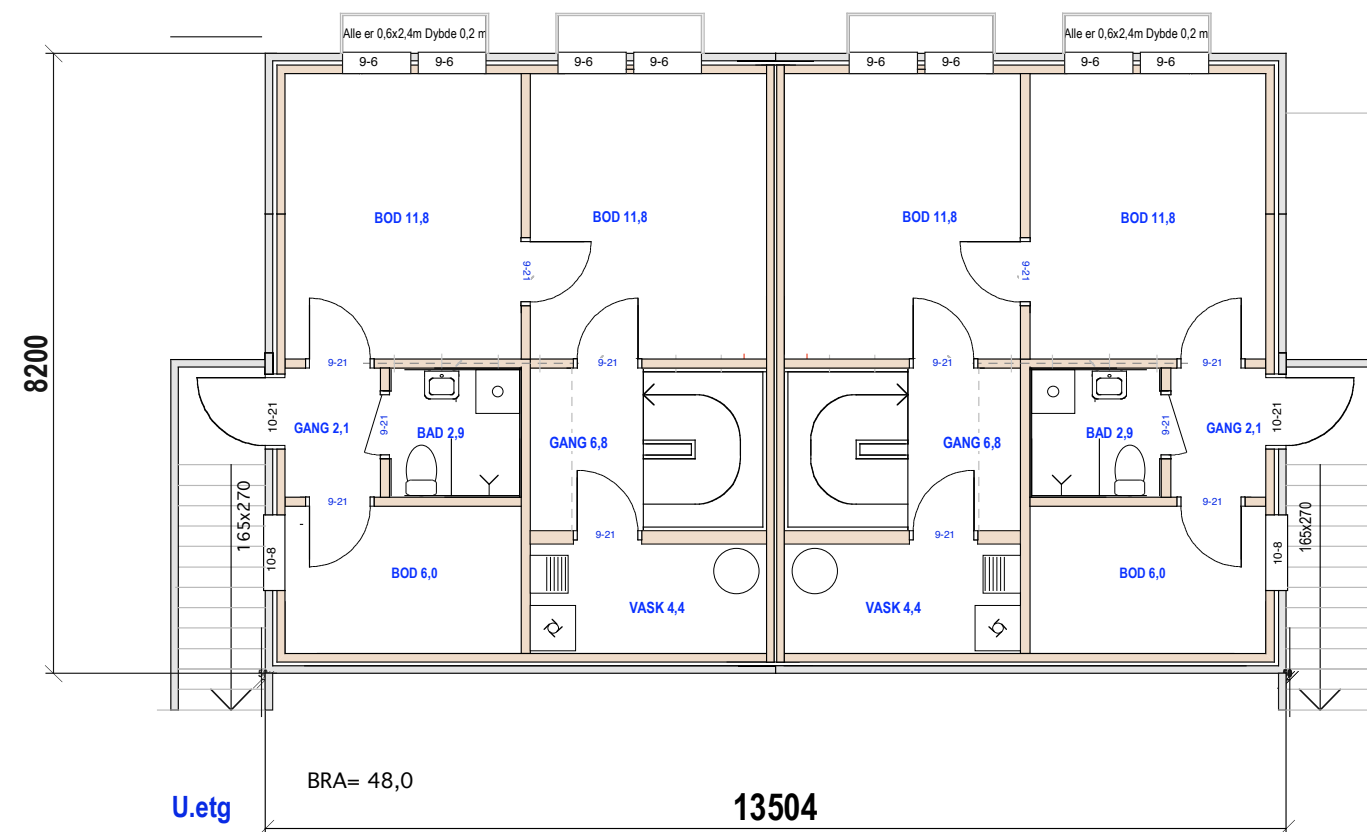 Alle er 0,6x2,4m Dybde 0,2 m
Alle er 0,6x2,4m Dybde 0,2 m
9-6 9-6 9-6 9-6 9-6 9-6 9-6 9-6
BOD 11,8 BOD 11,8 BOD 11,8 BOD 11,8
9-21 9-21
8200
9-21 9-21 9-21 9-21
10-21 GANG 2,1 9-21 BAD 2,9 GANG 6,8 GANG 6,8 BAD 2,9 9-21 GANG 2,1 10-21
9-21 9-21
165x270 9-21 9-21 165x270
10-8 BOD 6,0 BOD 6,0 10-8
VASK 4,4 VASK 4,4
BRA= 48,0
U.etg
13504